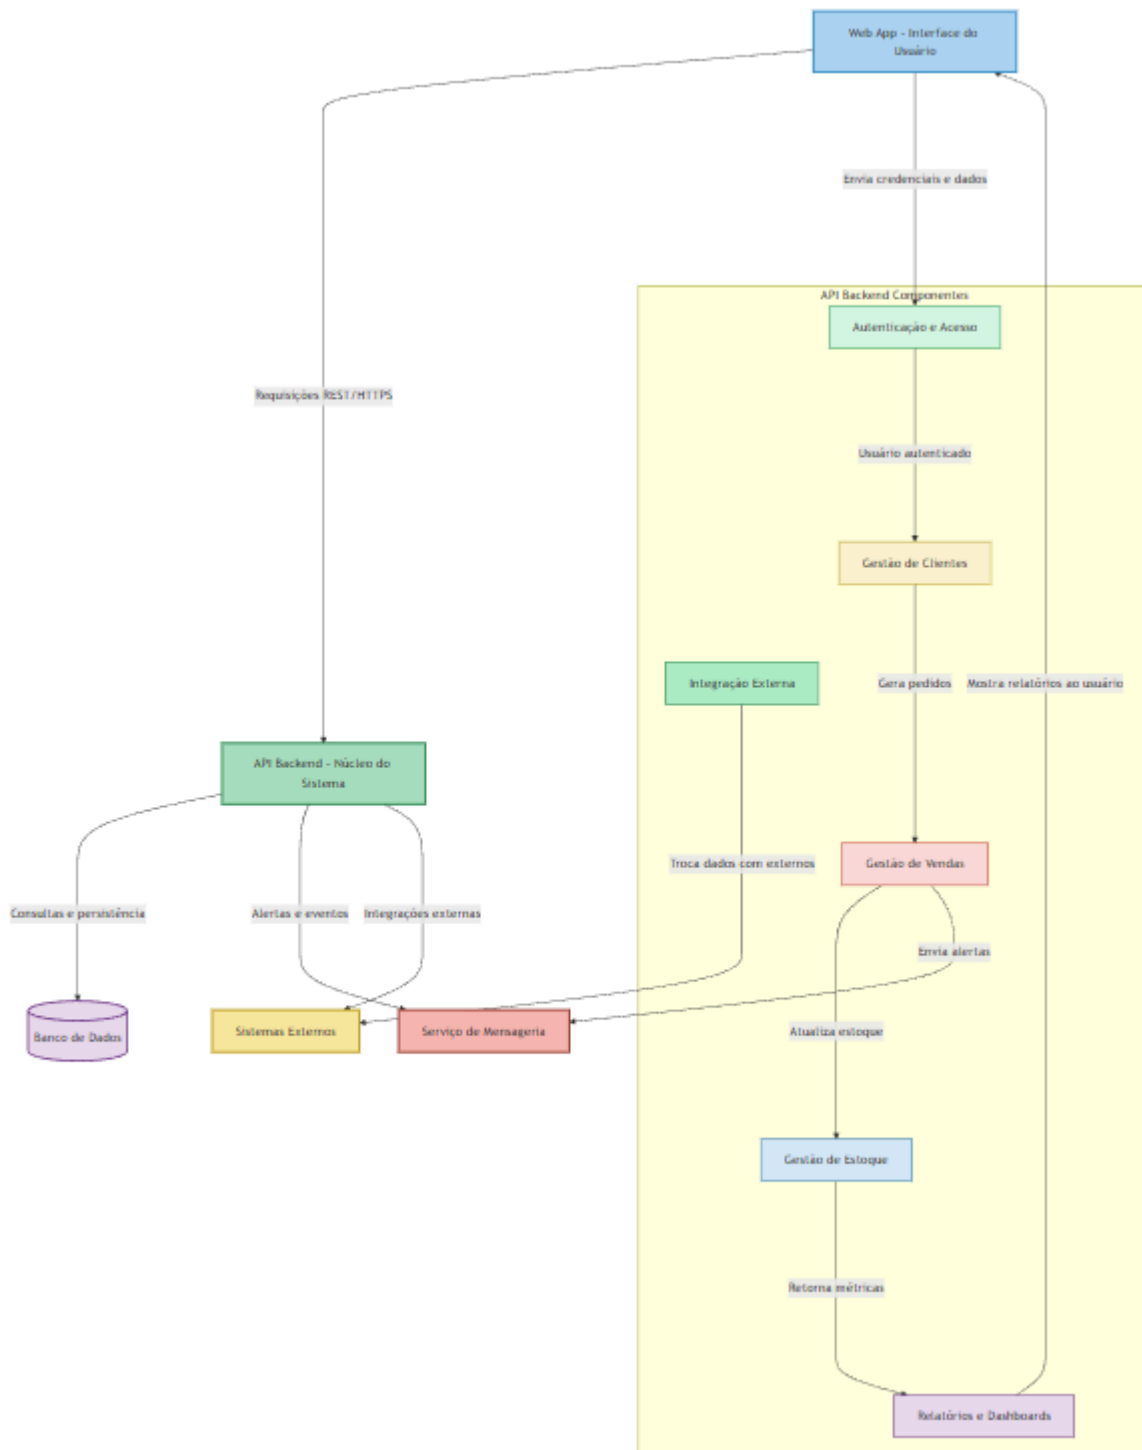 Web App - Interface do
Usuário
Envia credenciais e dados
API Backend Componentes
Autenticação e Acesso
Requisições REST/HTTPS
Usuário autenticado
Gestão de Clientes
Integração Externa
Gera pedidos
Mostra relatórios ao usuário
API Backend - Núcleo do
Sistema
Troca dados com externos
Gestão de Vendas
Consultas e persistência
Alertas e eventos
Integrações externas
Envia alertas
Banco de Dados
Sistemas Externos
Serviço de Mensageria
Atualiza estoque
Gestão de Estoque
Retorna métricas
Relatórios e Dashboards